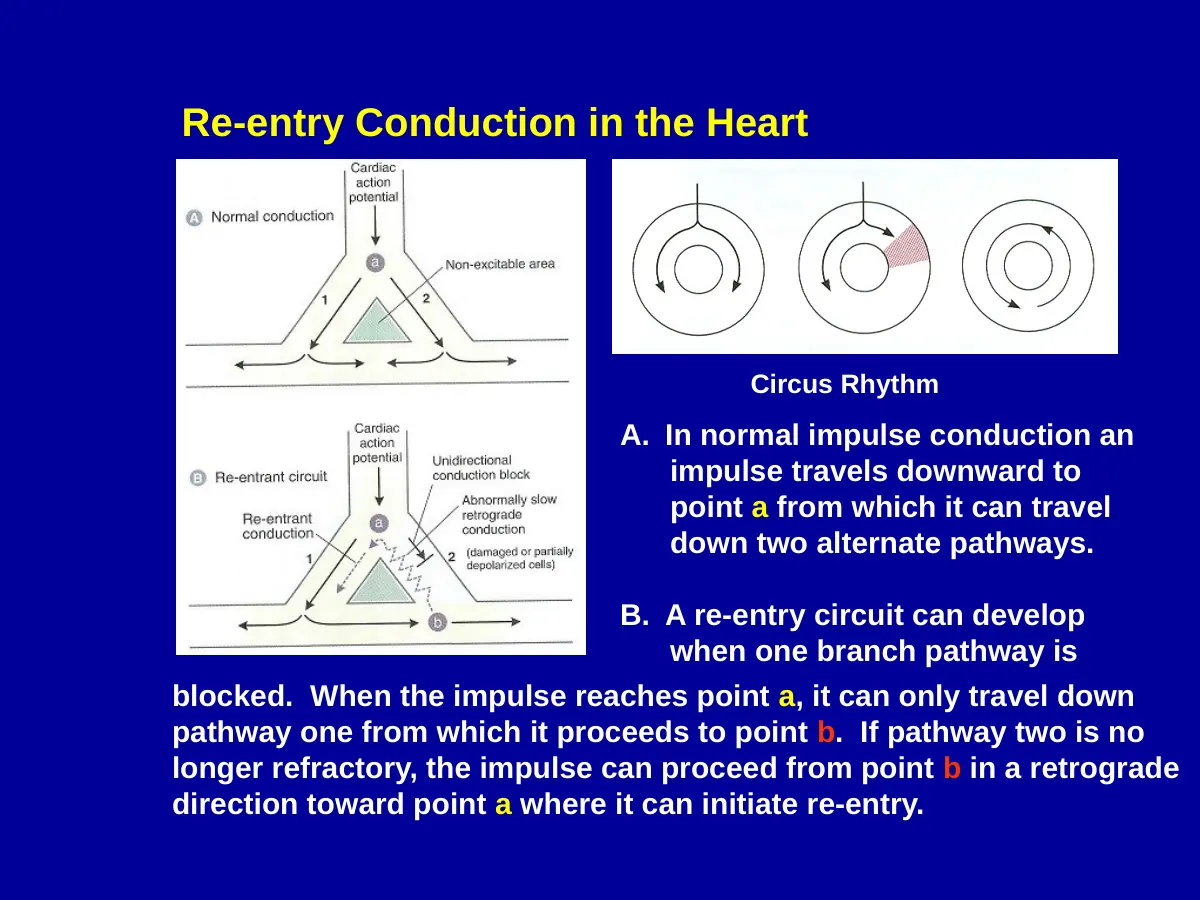 Re-entry Conduction in the Heart
Cardiac
action
potential
A Normal conduction
a
Non-excitable area
1
2
Cardiac
action
potential
B Re-entrant circuit
Unidirectional
conduction block
Abnormally slow
retrograde
conduction
(damaged or partially
depolarized cells)
Re-entrant
conduction
a
1
2
b
Circus Rhythm
A. In normal impulse conduction an
impulse travels downward to
point a from which it can travel
down two alternate pathways.
B. A re-entry circuit can develop
when one branch pathway is
blocked. When the impulse reaches point a, it can only travel down
pathway one from which it proceeds to point b. If pathway two is no
longer refractory, the impulse can proceed from point b in a retrograde
direction toward point a where it can initiate re-entry.